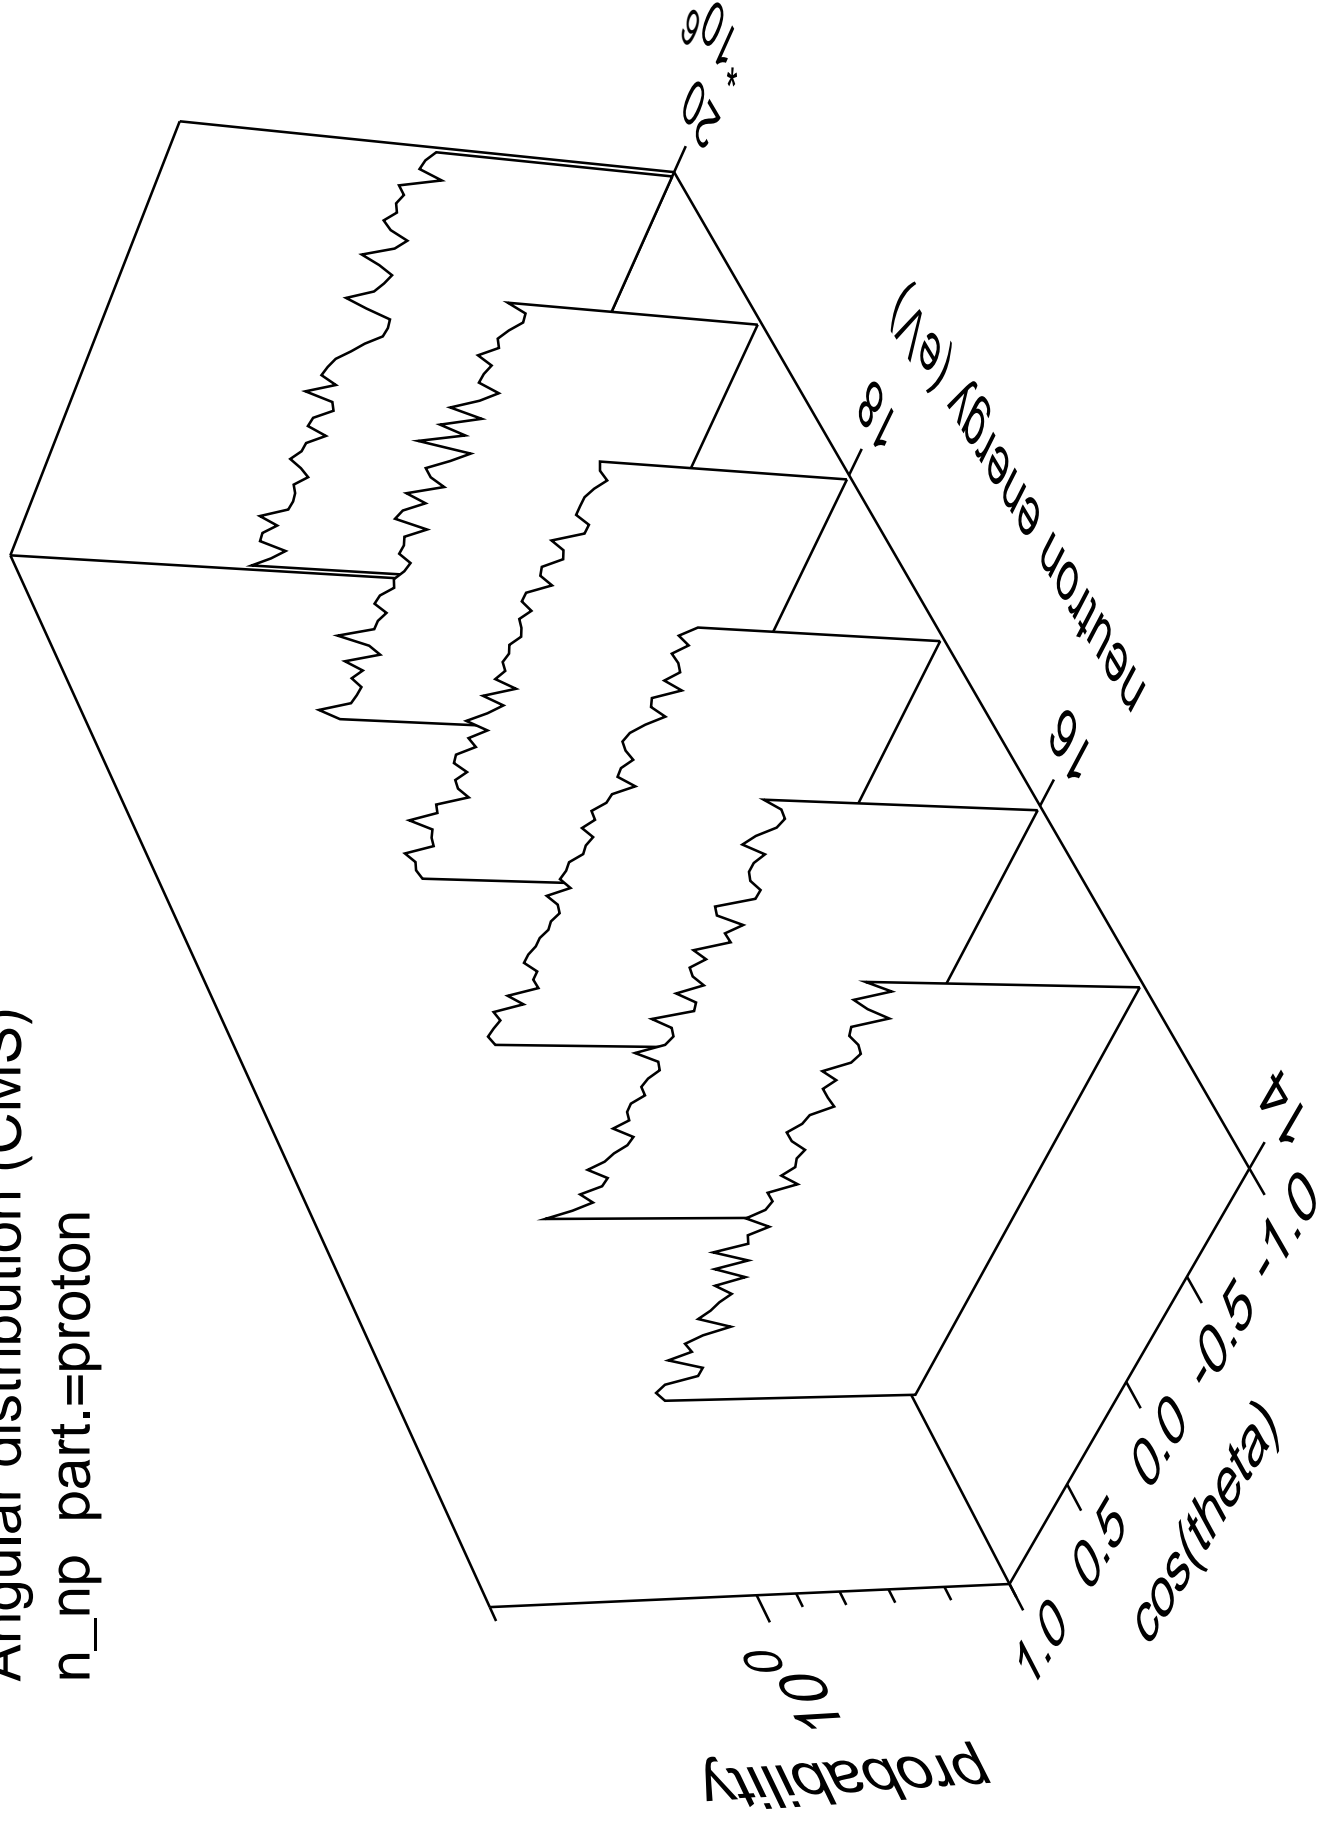 Angular distribution (CMS)
n_np part.=proton
probability
10^0
cos(theta)
1.0 0.5 0.0 -0.5 -1.0
neutron energy (eV)
14 16 18 20
* 10^6